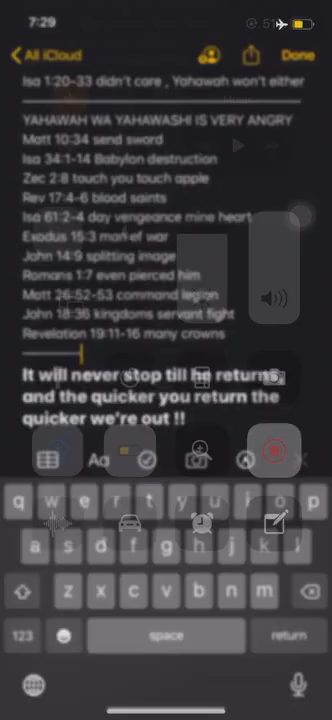 7:29
All iCloud
Done
Isa 1:20-33 didn't care , Yahawah won't either
YAHAWAH WA YAHAWASHI IS VERY ANGRY
Matt 10:34 send sword
Isa 34:1-14 Babylon destruction
Zec 2:8 touch you touch apple
Rev 17:4-6 blood saints
Isa 61:2-4 day vengeance mine heart
Exodus 15:3 man of war
John 14:9 splitting image
Romans 1:7 even pierced him
Matt 26:52-53 command legion
John 18:36 kingdoms servant fight
Revelation 19:11-16 many crowns
It will never stop till he returns,
and the quicker you return the
quicker we're out !!
Aa
q w e r t y u i o p
a s d f g h j k l
z x c v b n m
123 space return